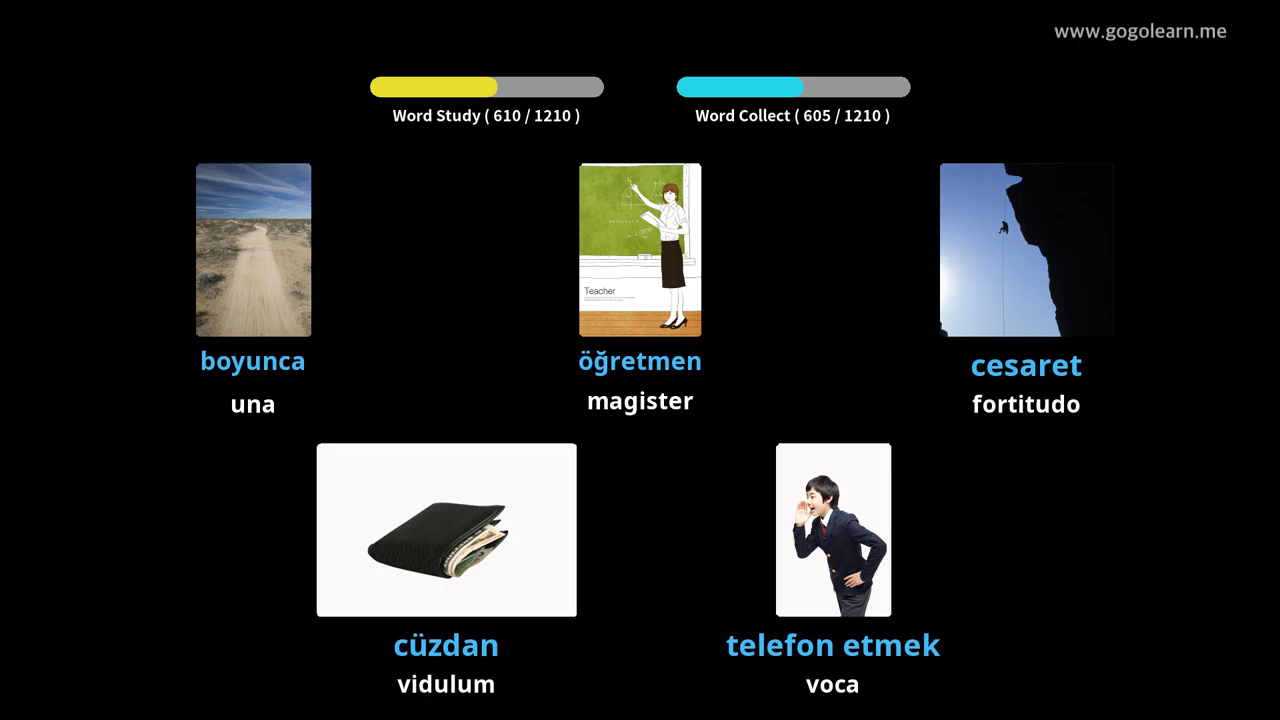 www.gogolearn.me
Word Study ( 610 / 1210 )
Word Collect ( 605 / 1210 )
Teacher
boyunca
öğretmen
cesaret
una
magister
fortitudo
cüzdan
telefon etmek
vidulum
voca